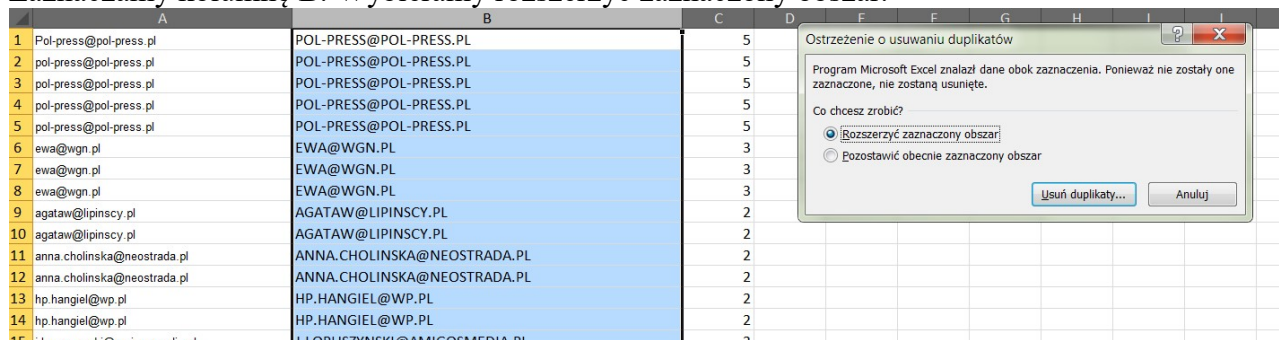 A B C D E F G H I J
Ostrzeżenie o usuwaniu duplikatów
Program Microsoft Excel znalazł dane obok zaznaczenia. Ponieważ nie zostały one
zaznaczone, nie zostaną usunięte.
Co chcesz zrobić?
Rozszerzyć zaznaczony obszar
Pozostawić obecnie zaznaczony obszar
Usuń duplikaty... Anuluj
1 Pol-press@pol-press.pl POL-PRESS@POL-PRESS.PL 5
2 pol-press@pol-press.pl POL-PRESS@POL-PRESS.PL 5
3 pol-press@pol-press.pl POL-PRESS@POL-PRESS.PL 5
4 pol-press@pol-press.pl POL-PRESS@POL-PRESS.PL 5
5 pol-press@pol-press.pl POL-PRESS@POL-PRESS.PL 5
6 ewa@wgn.pl EWA@WGN.PL 3
7 ewa@wgn.pl EWA@WGN.PL 3
8 ewa@wgn.pl EWA@WGN.PL 3
9 agataw@lipinscy.pl AGATAW@LIPINSCY.PL 2
10 agataw@lipinscy.pl AGATAW@LIPINSCY.PL 2
11 anna.cholinska@neostrada.pl ANNA.CHOLINSKA@NEOSTRADA.PL 2
12 anna.cholinska@neostrada.pl ANNA.CHOLINSKA@NEOSTRADA.PL 2
13 hp.hangiel@wp.pl HP.HANGIEL@WP.PL 2
14 hp.hangiel@wp.pl HP.HANGIEL@WP.PL 2